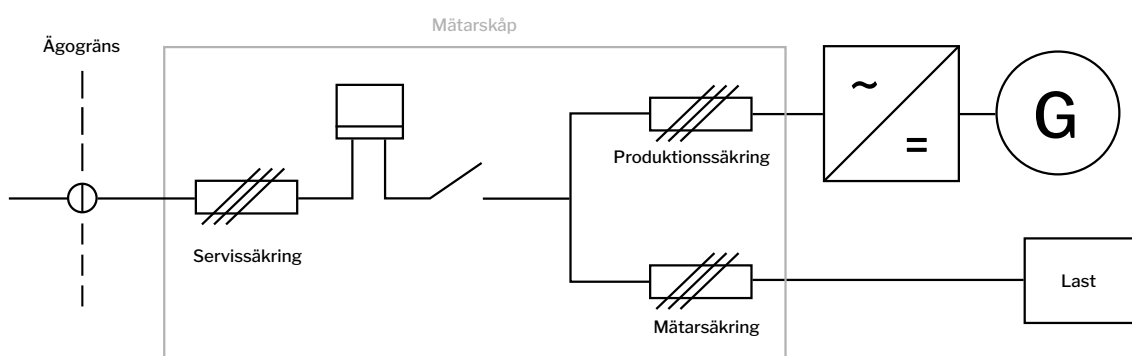 Mätarskåp
Ägogräns
~
=
G
Produktionssäkring
Servissäkring
Last
Mätarsäkring